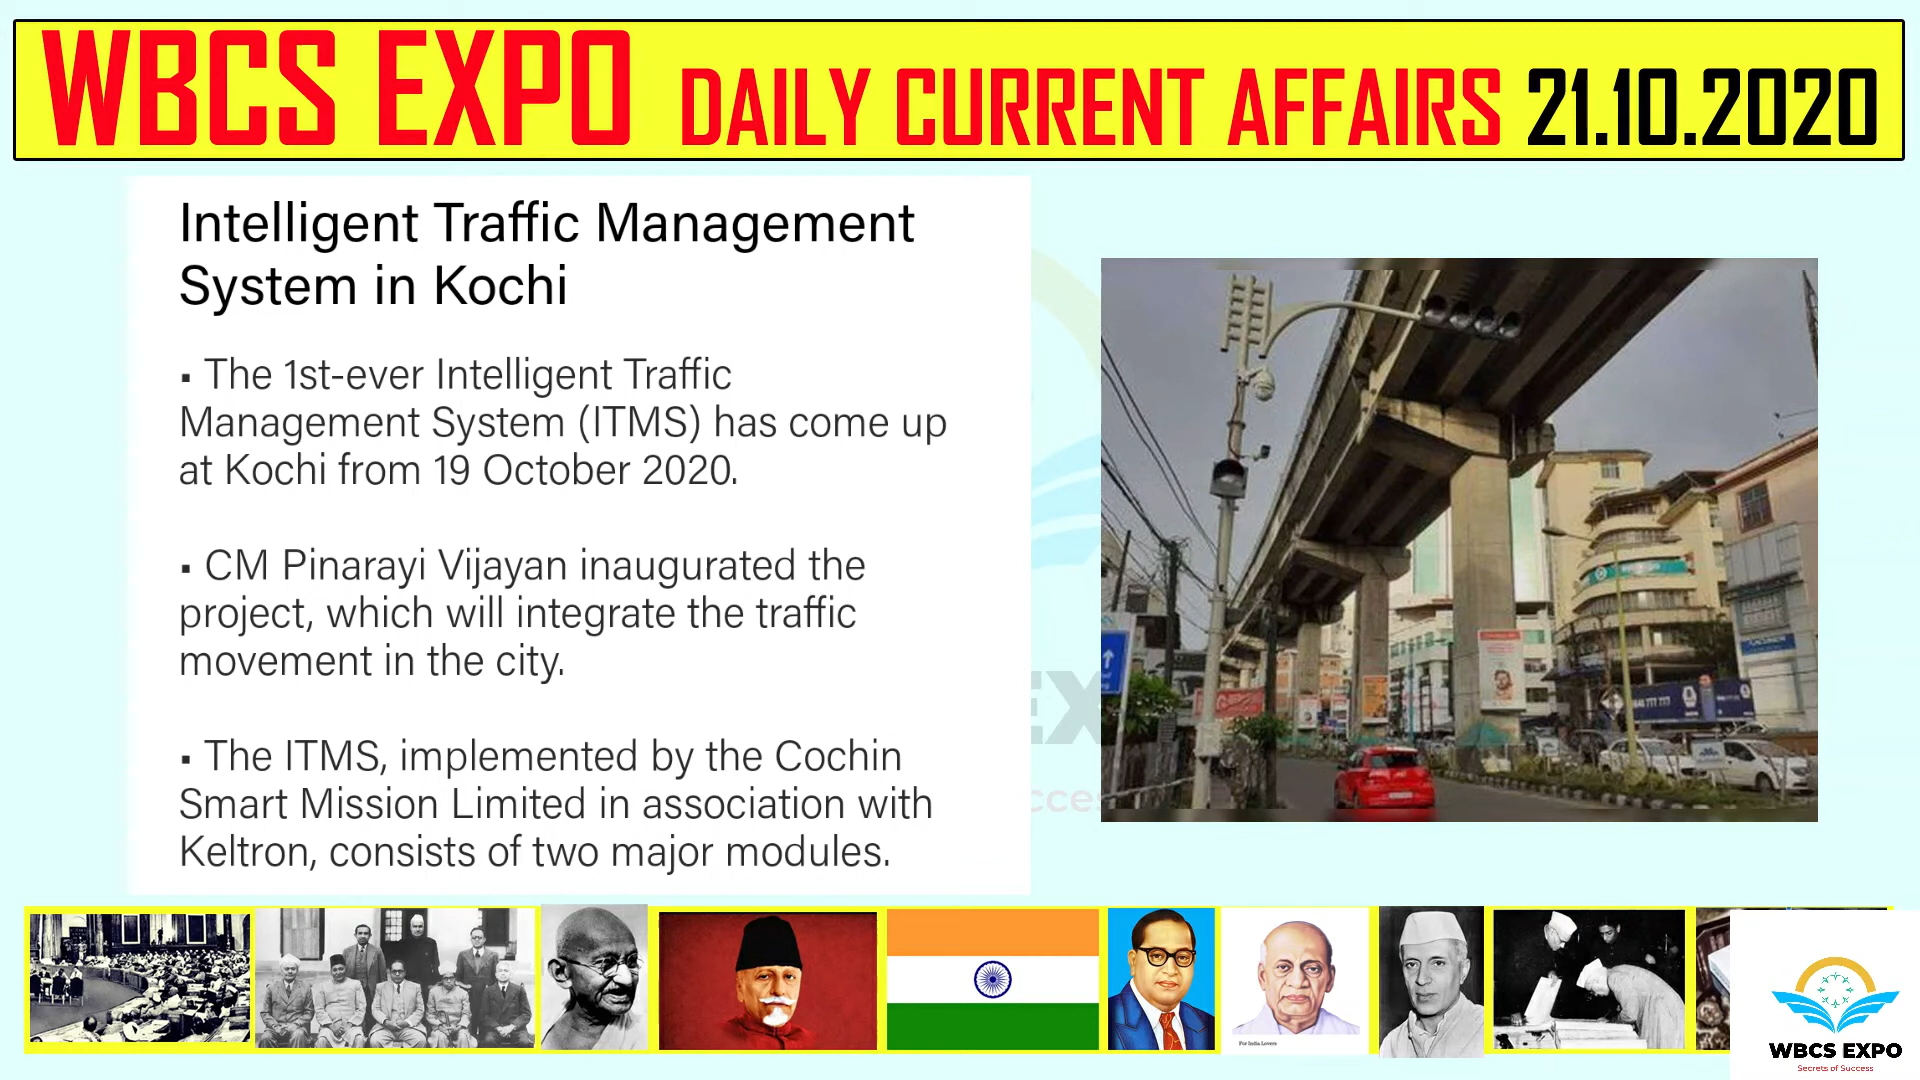 WBCS EXPO DAILY CURRENT AFFAIRS 21.10.2020
Intelligent Traffic Management
System in Kochi
▪ The 1st-ever Intelligent Traffic
Management System (ITMS) has come up
at Kochi from 19 October 2020.
▪ CM Pinarayi Vijayan inaugurated the
project, which will integrate the traffic
movement in the city.
▪ The ITMS, implemented by the Cochin
Smart Mission Limited in association with
Keltron, consists of two major modules.
For India Lovers
WBCS EXPO
Secrets of Success